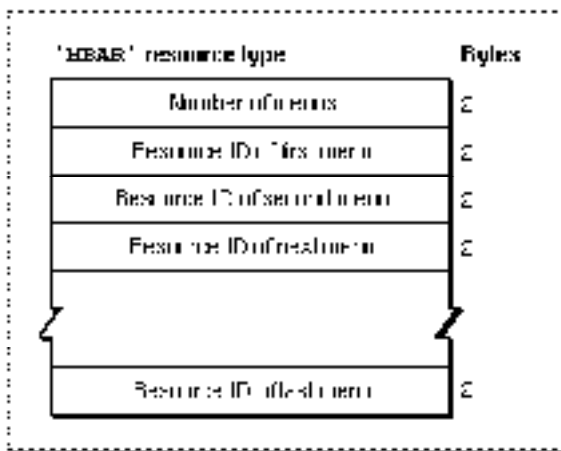 'MBAR' resource type Bytes
Number of menus 2
Resource ID of first menu 2
Resource ID of second menu 2
Resource ID of next menu 2
Resource ID of last menu 2